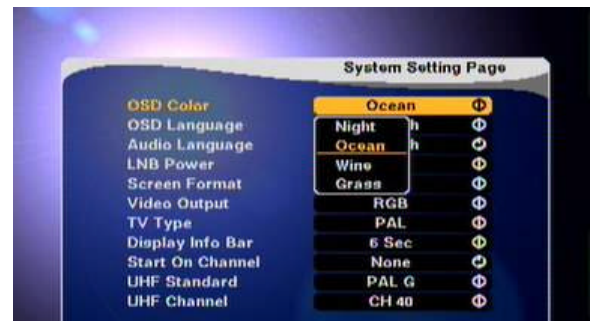 System Setting Page
OSD Color Ocean
OSD Language h
Audio Language h
LNB Power
Screen Format
Video Output RGB
TV Type PAL
Display Info Bar 6 Sec
Start On Channel None
UHF Standard PAL G
UHF Channel CH 40
Night
Ocean
Wine
Grass